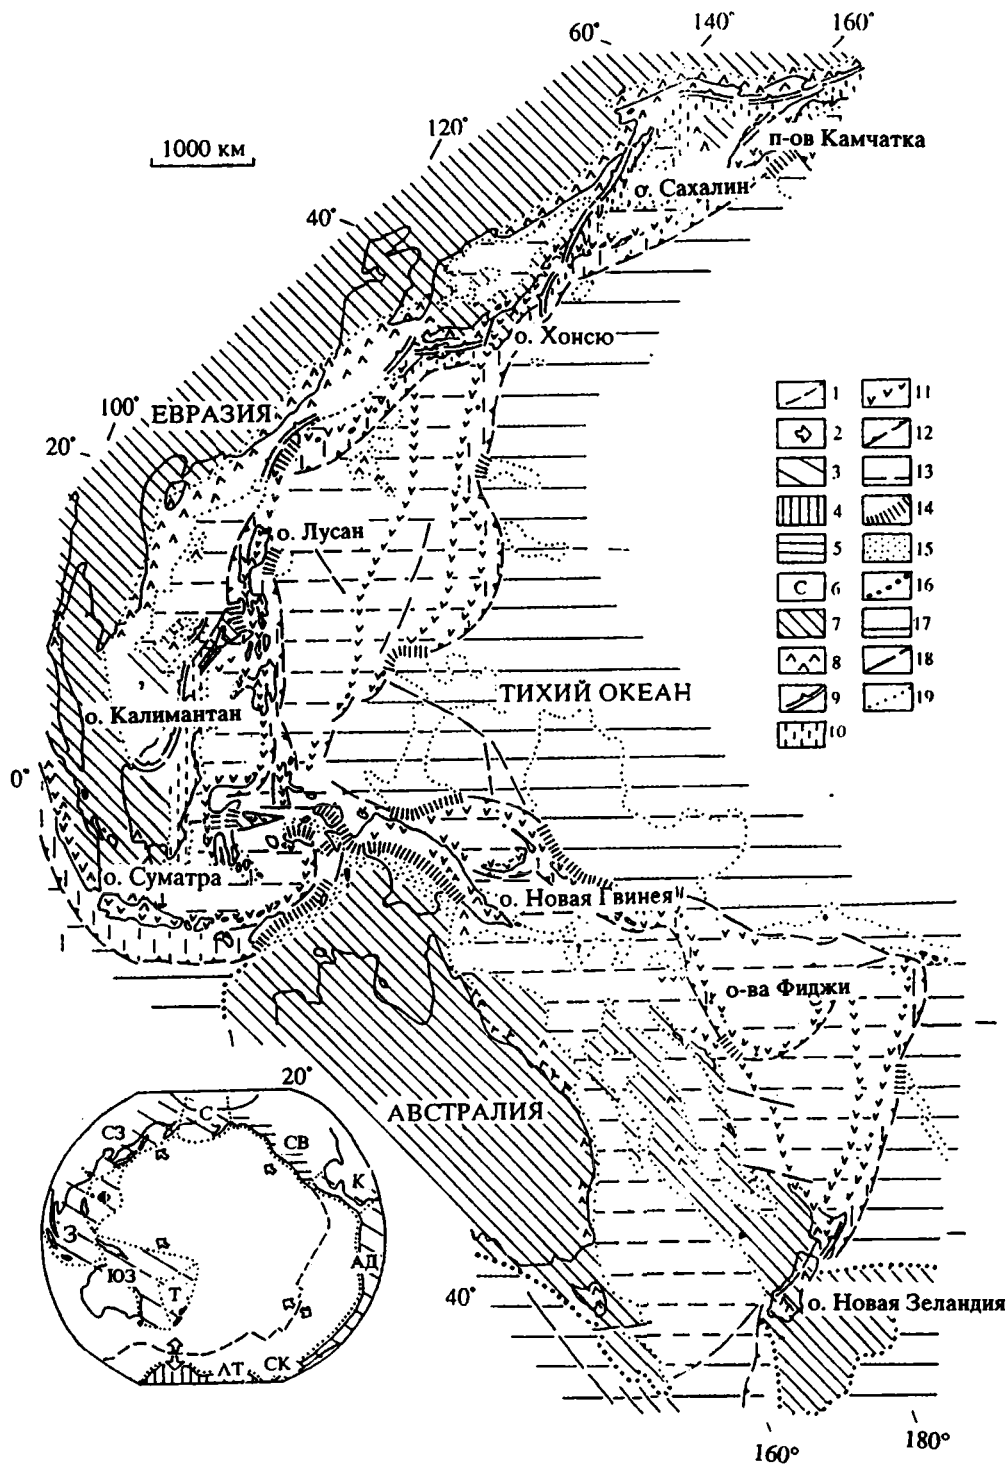 60° 140° 160°
120°
1000 км
п-ов Камчатка
о. Сахалин
40°
о. Хонсю
ЕВРАЗИЯ
100°
20°
1 11
2 12
3 13
4 14
5 15
6 С 16
7 17
8 18
9 19
10
о. Лусан
ТИХИЙ ОКЕАН
о. Калимантан
0°
о. Суматра
о. Новая Гвинея
о-ва Фиджи
20°
АВСТРАЛИЯ
С
СЗ СВ
К
Ф
З
ЮЗ АД
Т
АТ СК
40°
о. Новая Зеландия
160° 180°